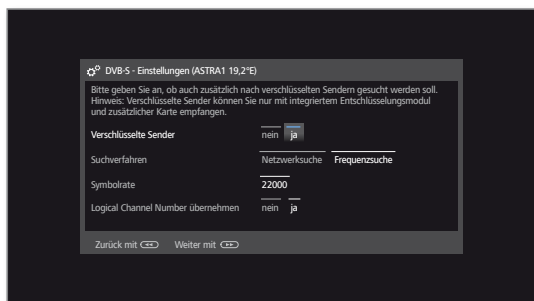 DVB-S - Einstellungen (ASTRA1 19,2°E)
Bitte geben Sie an, ob auch zusätzlich nach verschlüsselten Sendern gesucht werden soll.
Hinweis: Verschlüsselte Sender können Sie nur mit integriertem Entschlüsselungsmodul
und zusätzlicher Karte empfangen.
Verschlüsselte Sender nein ja
Suchverfahren Netzwerksuche Frequenzsuche
Symbolrate 22000
Logical Channel Number übernehmen nein ja
Zurück mit Weiter mit